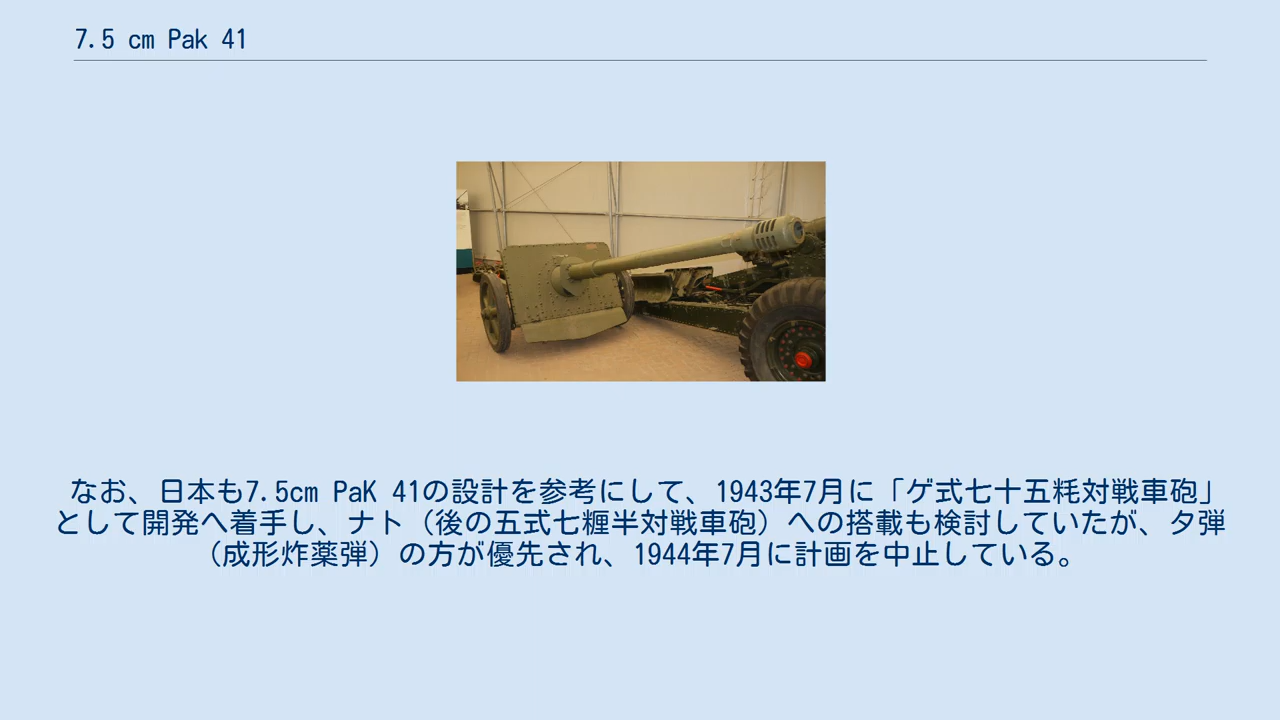 7.5 cm Pak 41
なお、日本も7.5cm PaK 41の設計を参考にして、1943年7月に「ゲ式七十五粍対戦車砲」
として開発へ着手し、ナト（後の五式七糎半対戦車砲）への搭載も検討していたが、タ弾
（成形炸薬弾）の方が優先され、1944年7月に計画を中止している。